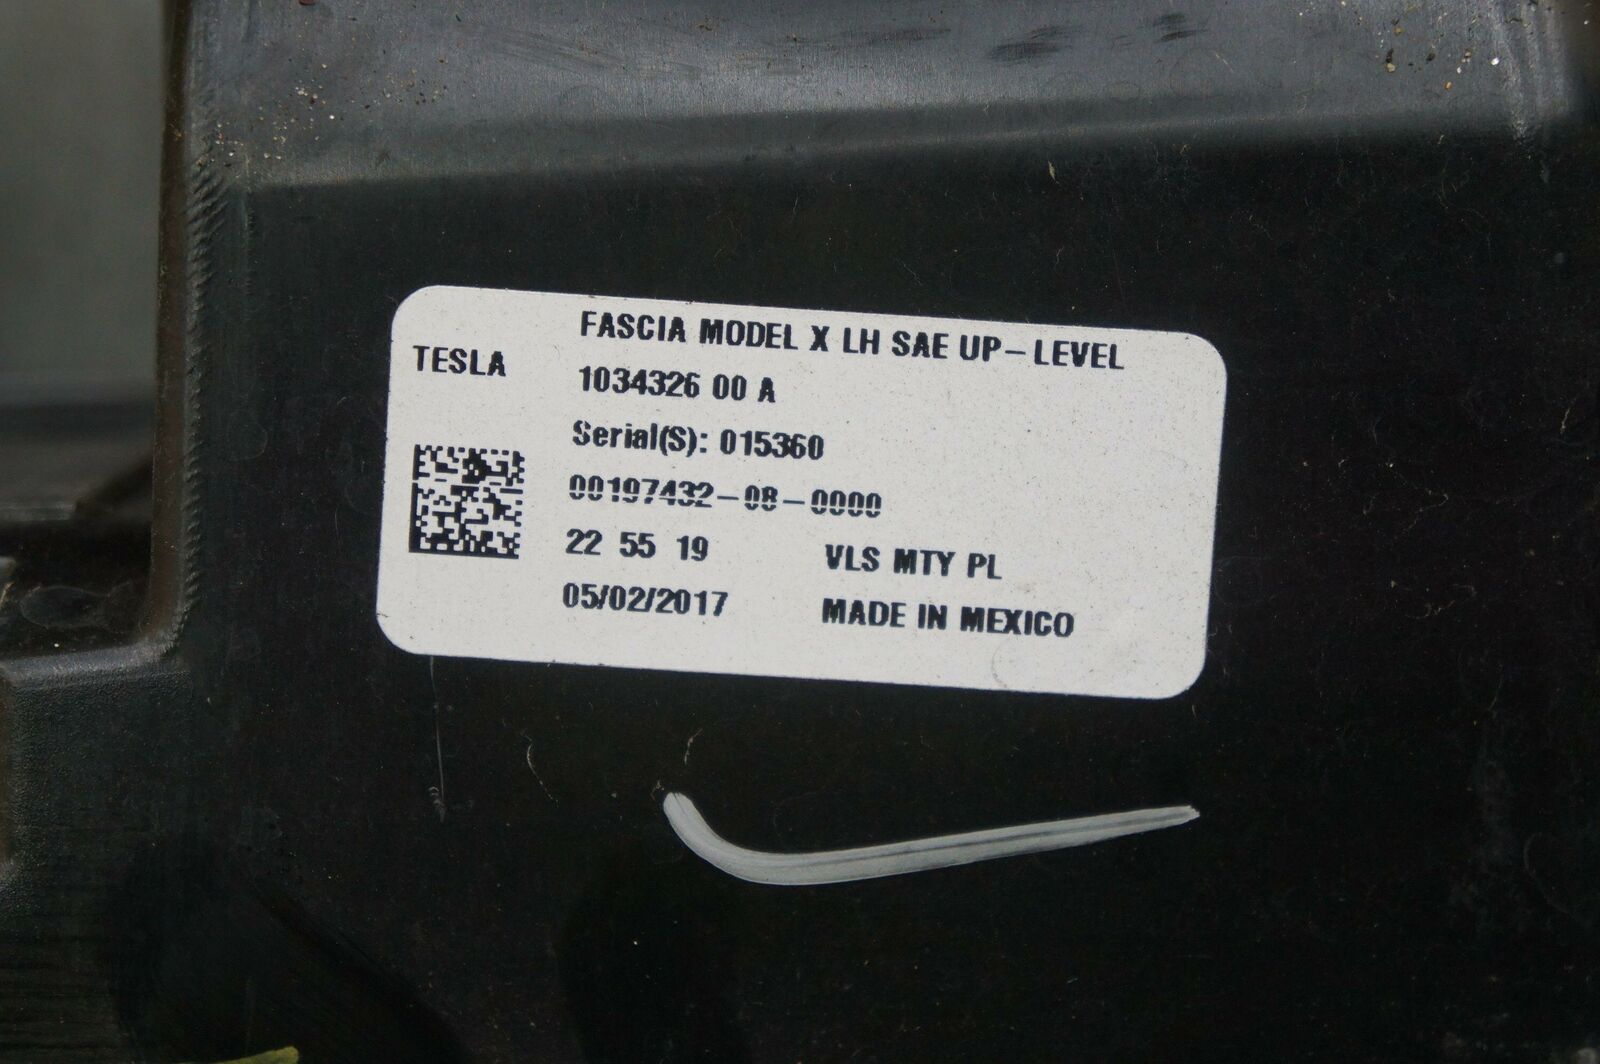 FASCIA MODEL X LH SAE UP-LEVEL
TESLA
1034326 00 A
Serial(S): 015360
00197432-08-0000
22 55 19 VLS MTY PL
05/02/2017 MADE IN MEXICO